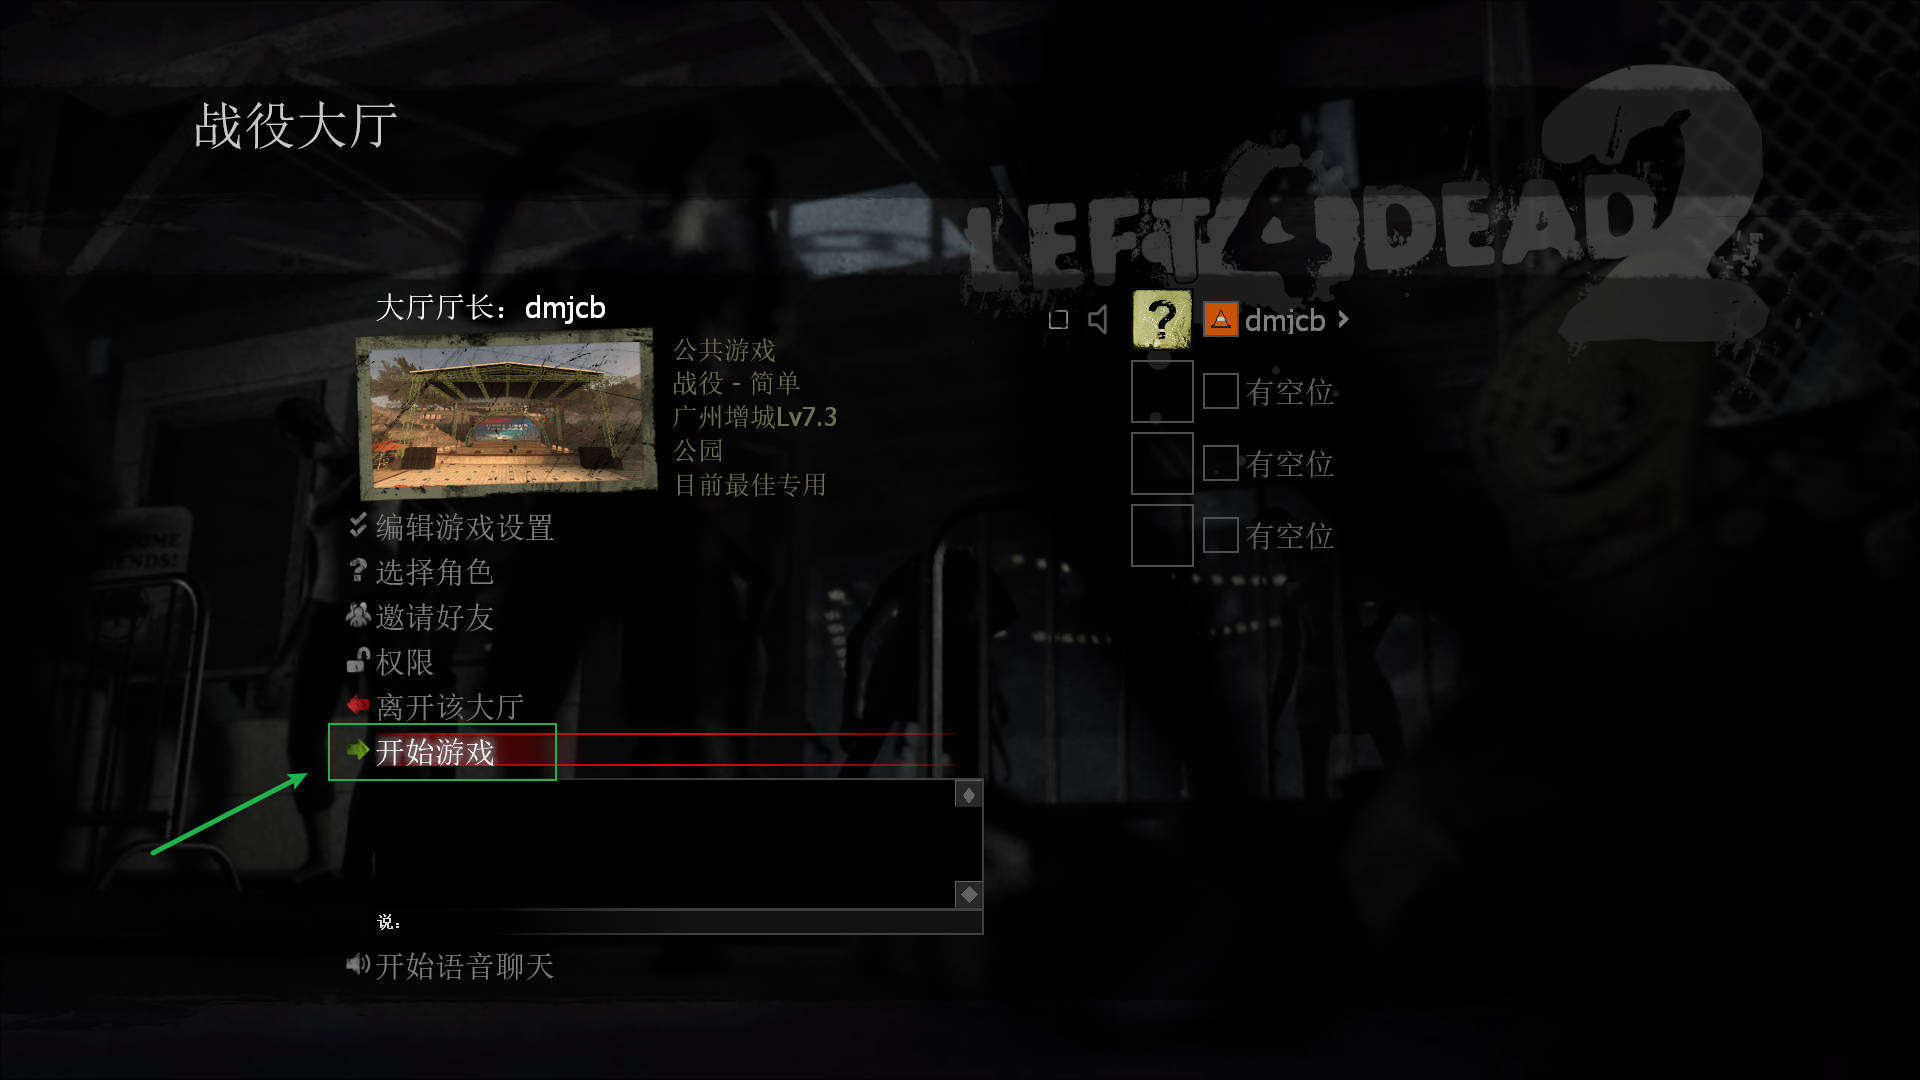 战役大厅
LEFT 4 DEAD 2
大厅厅长：dmjcb
公共游戏
战役 - 简单
广州增城Lv7.3
公园
目前最佳专用
编辑游戏设置
选择角色
邀请好友
权限
离开该大厅
开始游戏
说：
开始语音聊天
dmjcb
有空位
有空位
有空位